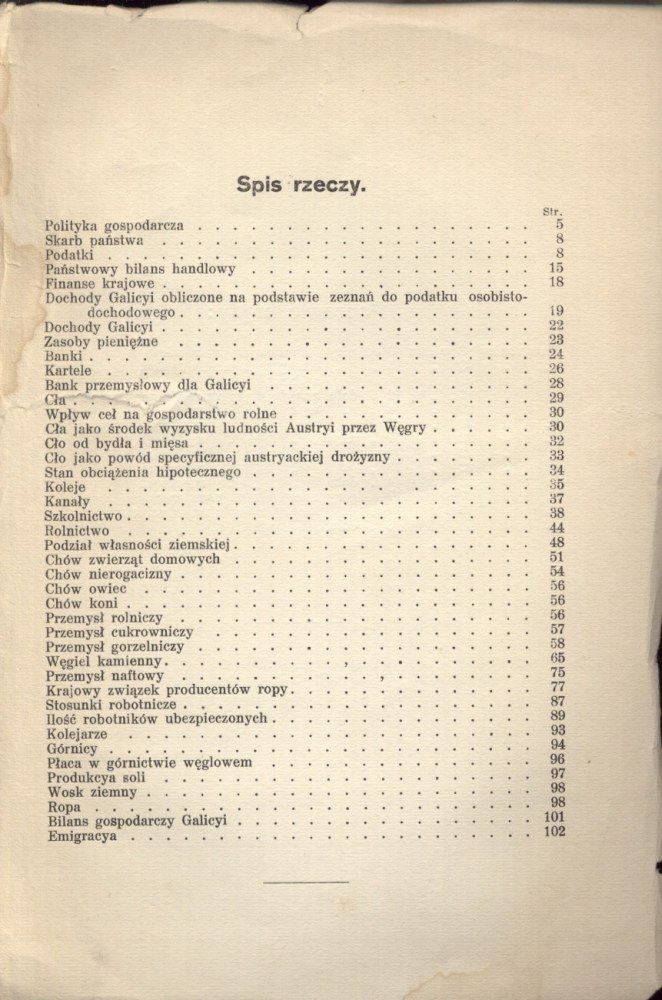 Spis rzeczy.
Str.
Polityka gospodarcza . . . . . . . . . . . . . . . . . . . 5
Skarb państwa . . . . . . . . . . . . . . . . . . . . . 8
Podatki . . . . . . . . . . . . . . . . . . . . . . . . 8
Państwowy bilans handlowy . . . . . . . . . . . . . . . . 15
Finanse krajowe . . . . . . . . . . . . . . . . . . . . . 18
Dochody Galicyi obliczone na podstawie zeznań do podatku osobisto-
dochodowego . . . . . . . . . . . . . . . . . . . . 19
Dochody Galicyi . . . . . . . . . . . . . . . . . . . . . 22
Zasoby pieniężne . . . . . . . . . . . . . . . . . . . . 23
Banki . . . . . . . . . . . . . . . . . . . . . . . . . 24
Kartele . . . . . . . . . . . . . . . . . . . . . . . . 26
Bank przemysłowy dla Galicyi . . . . . . . . . . . . . . . 28
Cła . . . . . . . . . . . . . . . . . . . . . . . . . . 29
Wpływ ceł na gospodarstwo rolne . . . . . . . . . . . . . . 30
Cła jako środek wyzysku ludności Austryi przez Węgry . . . . . . 30
Cło od bydła i mięsa . . . . . . . . . . . . . . . . . . . 32
Cło jako powód specyficznej austryackiej drożyzny . . . . . . . . 33
Stan obciążenia hipotecznego . . . . . . . . . . . . . . . . 34
Koleje . . . . . . . . . . . . . . . . . . . . . . . . 35
Kanały . . . . . . . . . . . . . . . . . . . . . . . . 37
Szkolnictwo . . . . . . . . . . . . . . . . . . . . . . . 38
Rolnictwo . . . . . . . . . . . . . . . . . . . . . . . 44
Podział własności ziemskiej . . . . . . . . . . . . . . . . . 48
Chów zwierząt domowych . . . . . . . . . . . . . . . . . 51
Chów nierogacizny . . . . . . . . . . . . . . . . . . . . 54
Chów owiec . . . . . . . . . . . . . . . . . . . . . . 56
Chów koni . . . . . . . . . . . . . . . . . . . . . . . 56
Przemysł rolniczy . . . . . . . . . . . . . . . . . . . . 56
Przemysł cukrowniczy . . . . . . . . . . . . . . . . . . 57
Przemysł gorzelniczy . . . . . . . . . . . . . . . . . . . 58
Węgiel kamienny . . . . . . . . . . . . . . . . . . . . . 65
Przemysł naftowy . . . . . . . . . . . . . . . . . . . . 75
Krajowy związek producentów ropy . . . . . . . . . . . . . . 77
Stosunki robotnicze . . . . . . . . . . . . . . . . . . . . 87
Ilość robotników ubezpieczonych . . . . . . . . . . . . . . . 89
Kolejarze . . . . . . . . . . . . . . . . . . . . . . . 93
Górnicy . . . . . . . . . . . . . . . . . . . . . . . . 94
Płaca w górnictwie węglowem . . . . . . . . . . . . . . . 96
Produkcya soli . . . . . . . . . . . . . . . . . . . . . 97
Wosk ziemny . . . . . . . . . . . . . . . . . . . . . . 98
Ropa . . . . . . . . . . . . . . . . . . . . . . . . . 98
Bilans gospodarczy Galicyi . . . . . . . . . . . . . . . . . 101
Emigracya . . . . . . . . . . . . . . . . . . . . . . . 102